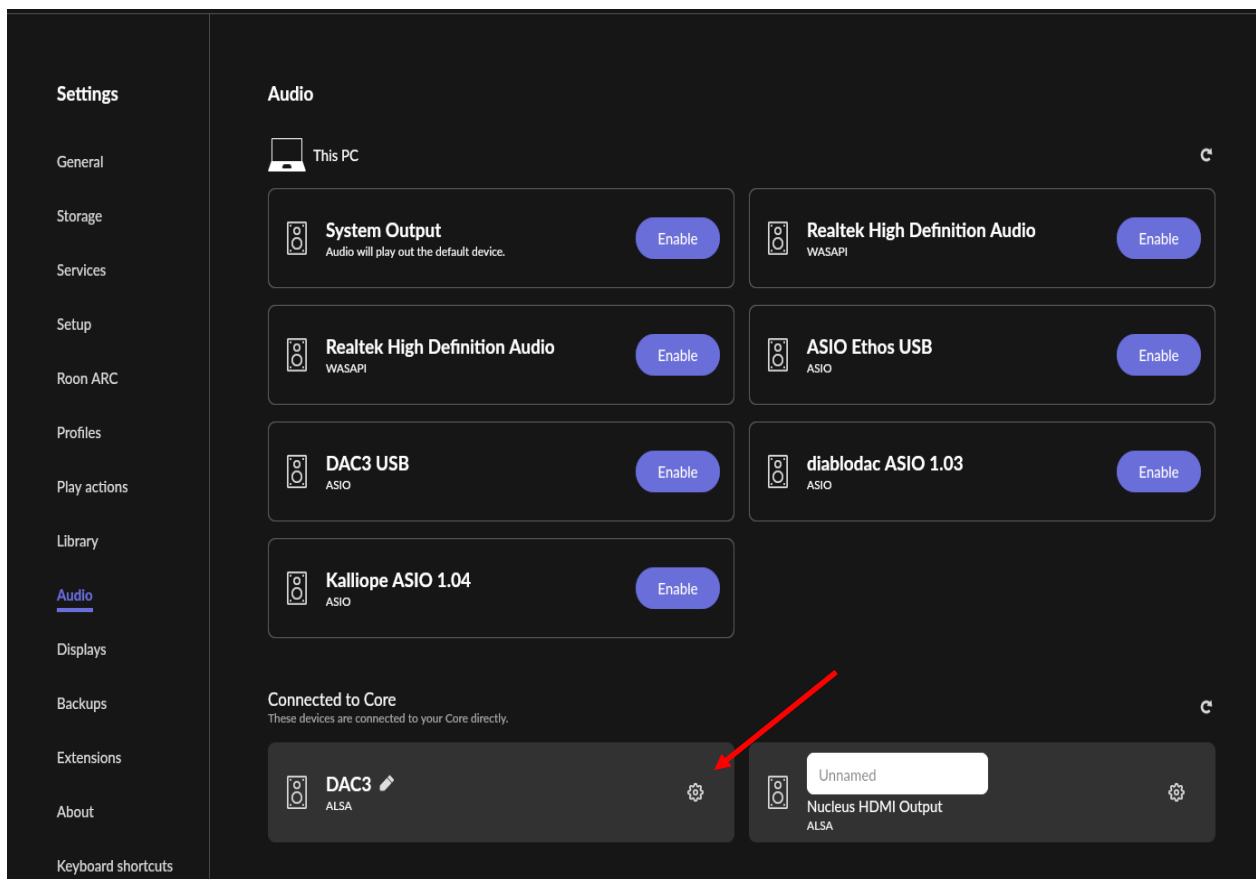 Settings
General
Storage
Services
Setup
Roon ARC
Profiles
Play actions
Library
Audio
Displays
Backups
Extensions
About
Keyboard shortcuts
Audio
This PC
System Output
Audio will play out the default device.
Enable
Realtek High Definition Audio
WASAPI
Enable
Realtek High Definition Audio
WASAPI
Enable
ASIO Ethos USB
ASIO
Enable
DAC3 USB
ASIO
Enable
diablodac ASIO 1.03
ASIO
Enable
Kalliope ASIO 1.04
ASIO
Enable
Connected to Core
These devices are connected to your Core directly.
DAC3
ALSA
Unnamed
Nucleus HDMI Output
ALSA